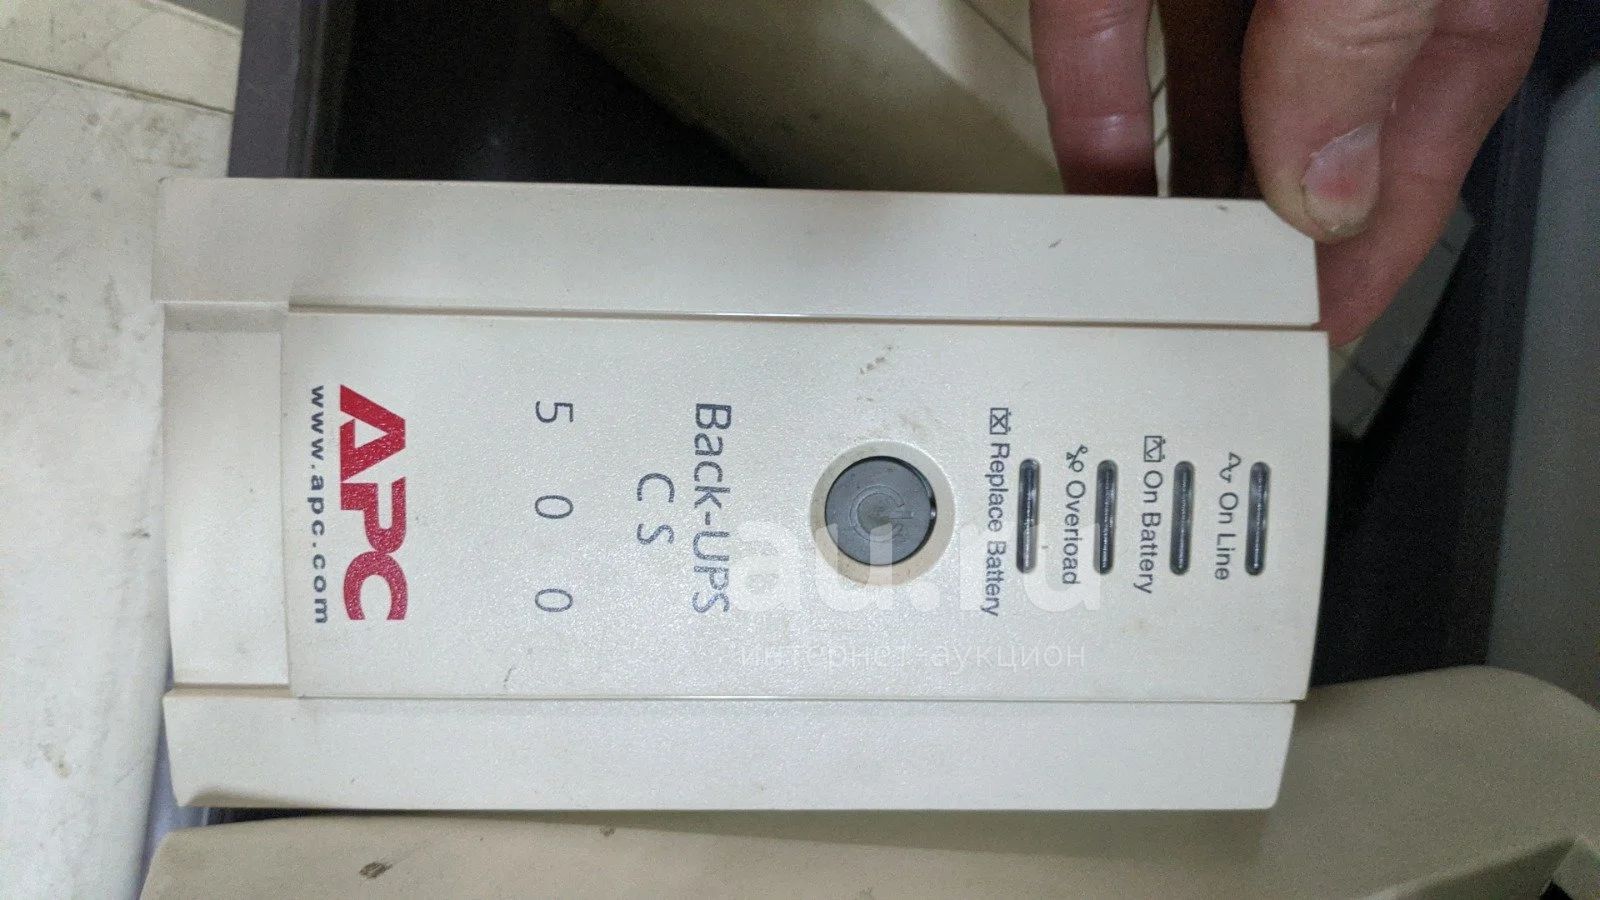 On Line
On Battery
Overload
Replace Battery
Back-UPS
CS
500
APC
www.apc.com
au.ru
интернет-аукцион